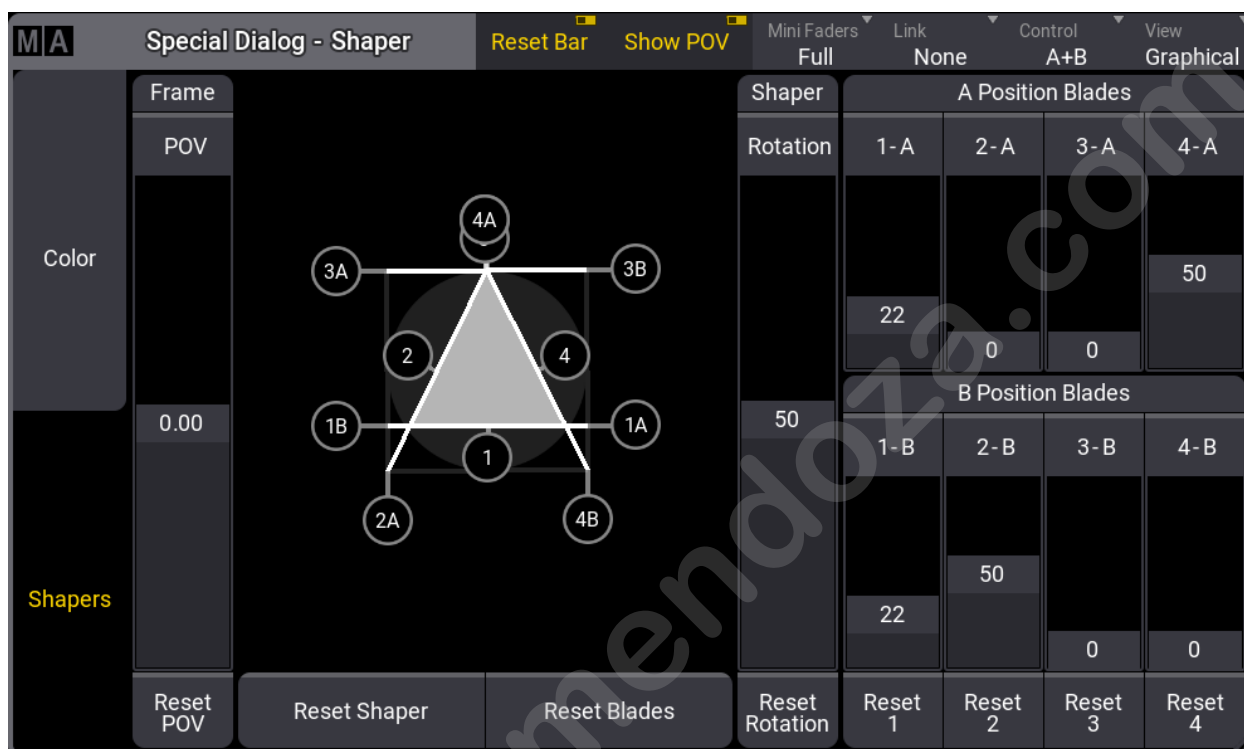 MA Special Dialog - Shaper Reset Bar Show POV Mini Faders Full Link None Control A+B View Graphical
Color
Shapers
Frame
POV
0.00
Reset
POV
4A
3A
3B
2
4
1B
1A
1
2A
4B
Reset Shaper
Reset Blades
Shaper
Rotation
50
Reset
Rotation
A Position Blades
1-A 2-A 3-A 4-A
22 0 0 50
B Position Blades
1-B 2-B 3-B 4-B
22 50 0 0
Reset Reset Reset Reset
1 2 3 4
mendoza.com